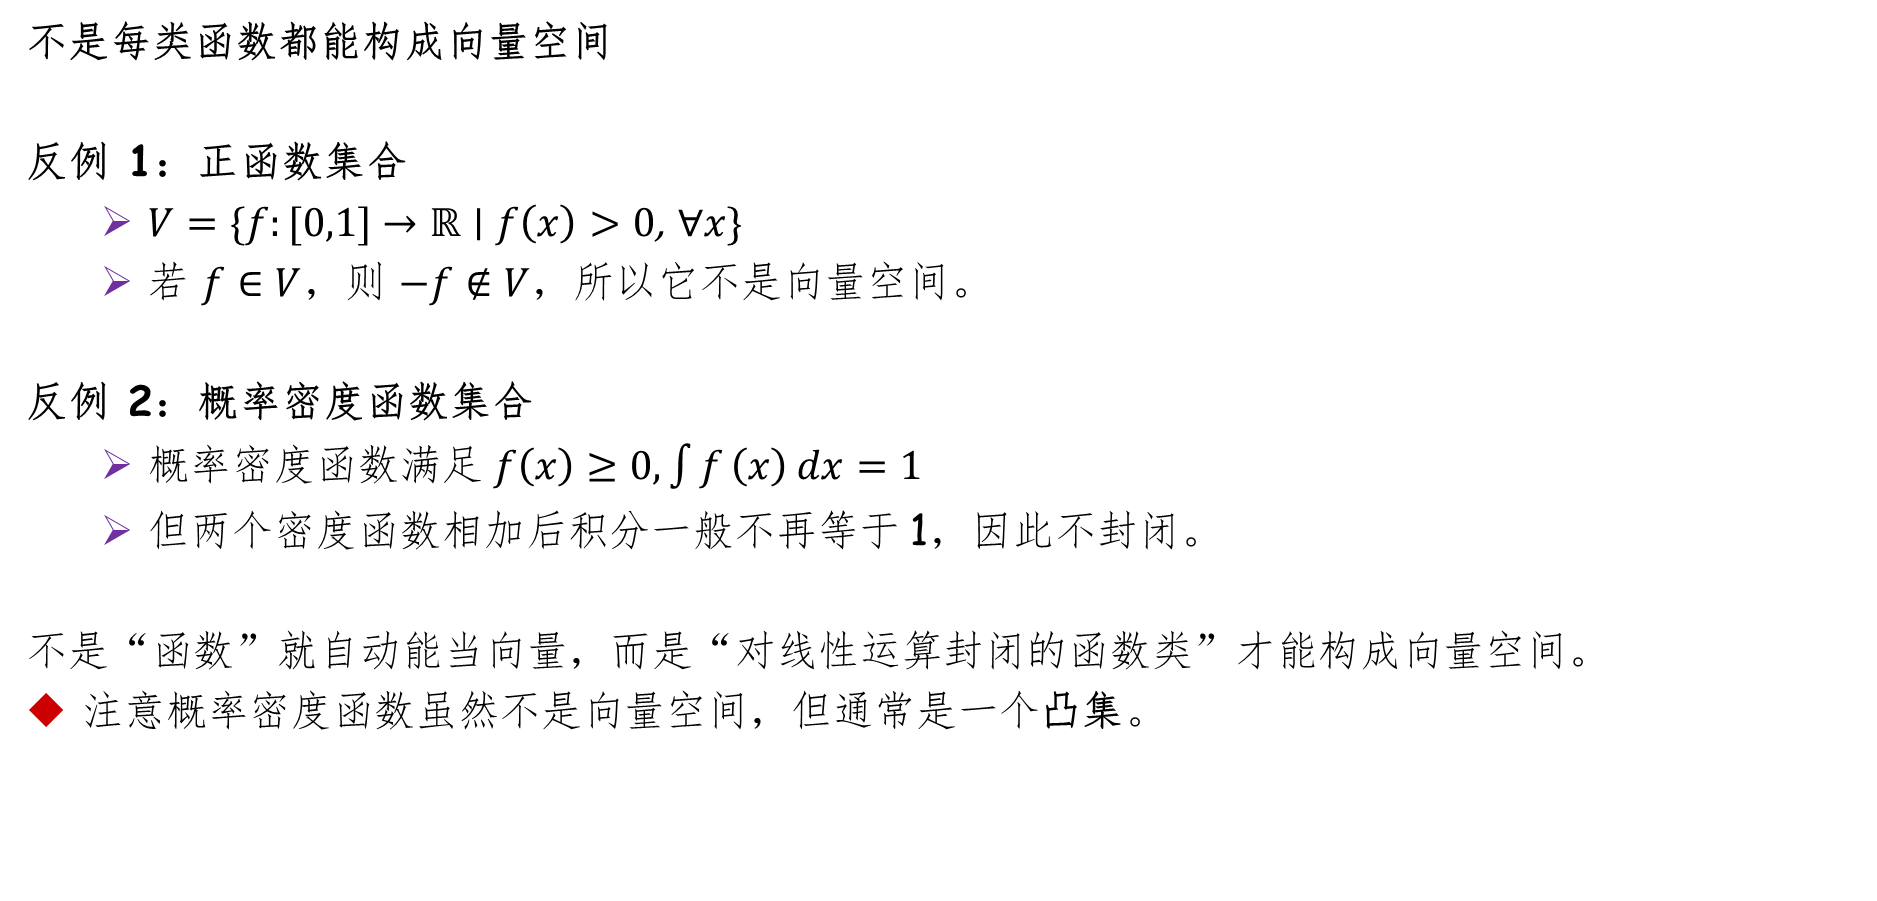 不是每类函数都能构成向量空间
反例 1：正函数集合
➢ V = {f: [0,1] → ℝ ∣ f(x) > 0, ∀x}
➢ 若 f ∈ V，则 −f ∉ V，所以它不是向量空间。
反例 2：概率密度函数集合
➢ 概率密度函数满足 f(x) ≥ 0, ∫ f (x) dx = 1
➢ 但两个密度函数相加后积分一般不再等于 1，因此不封闭。
不是“函数”就自动能当向量，而是“对线性运算封闭的函数类”才能构成向量空间。
◆ 注意概率密度函数虽然不是向量空间，但通常是一个凸集。